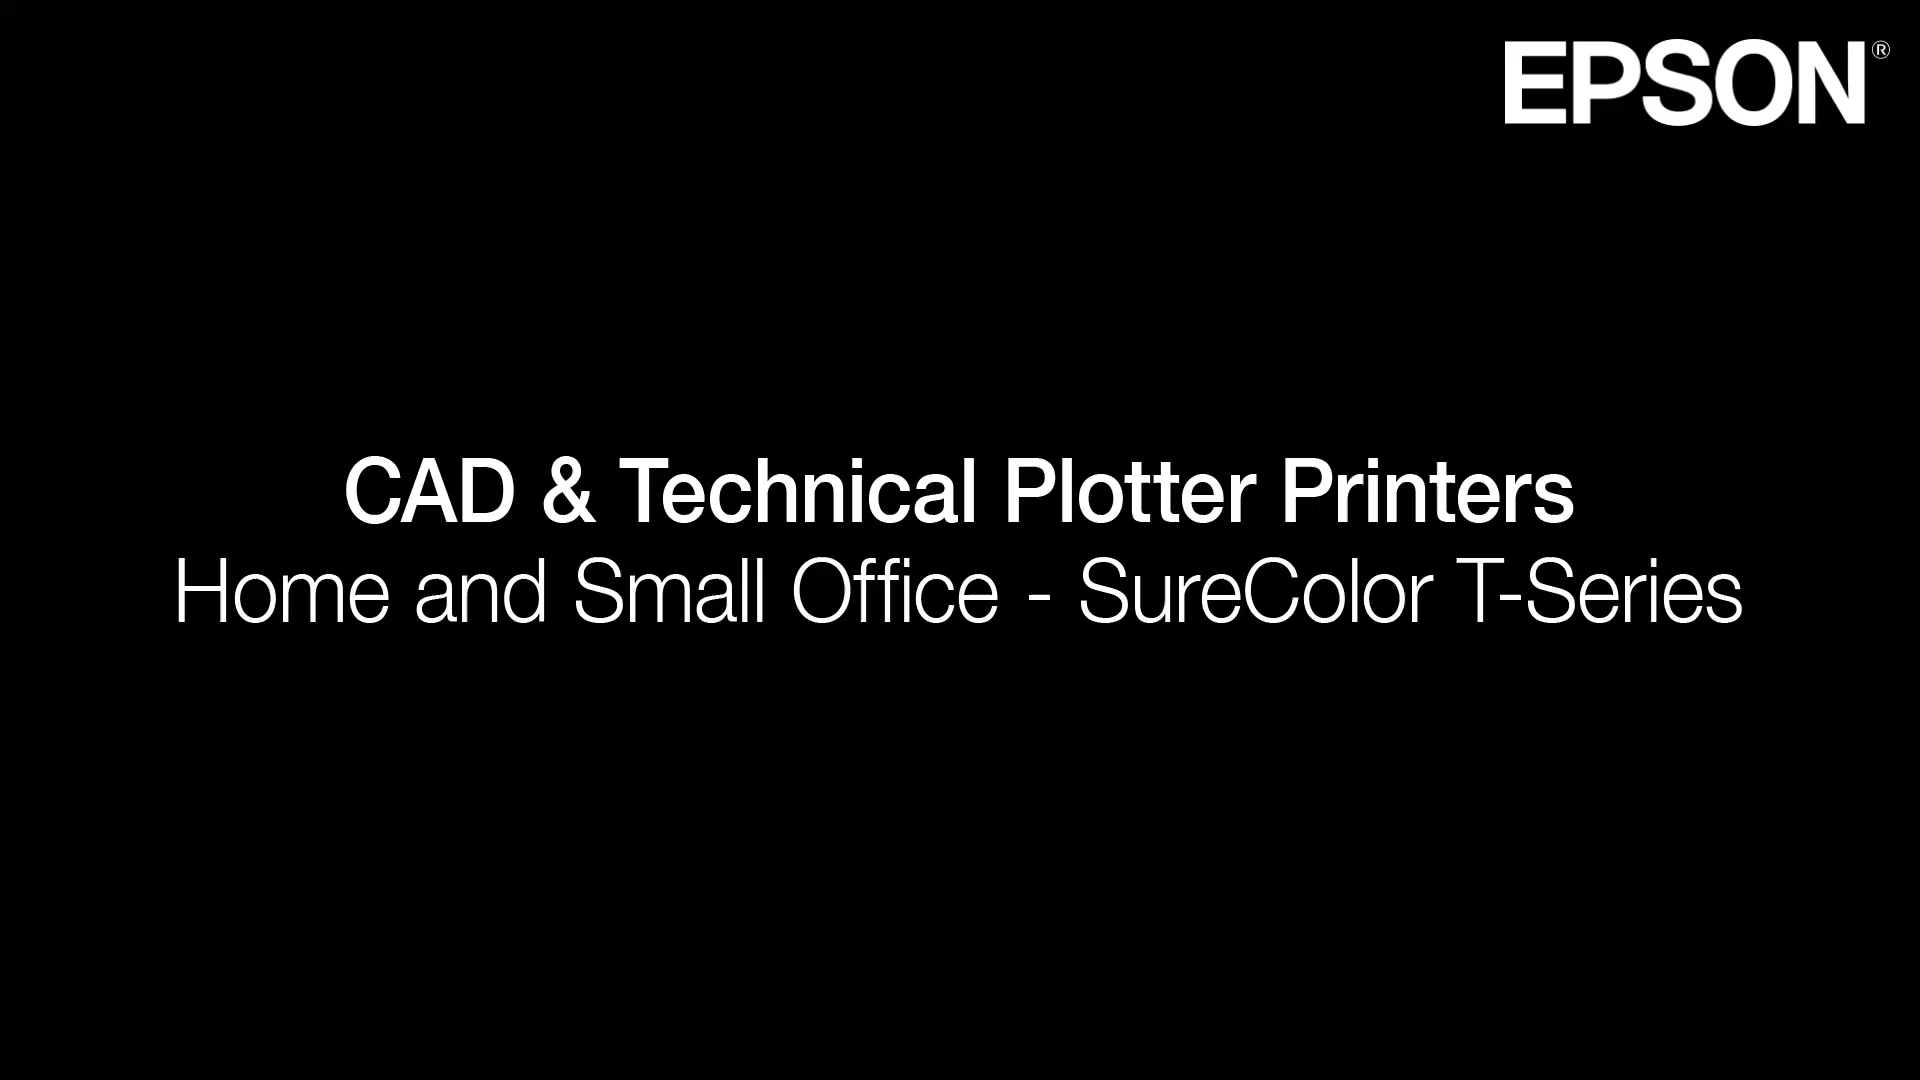 EPSON®
CAD & Technical Plotter Printers
Home and Small Office - SureColor T-Series